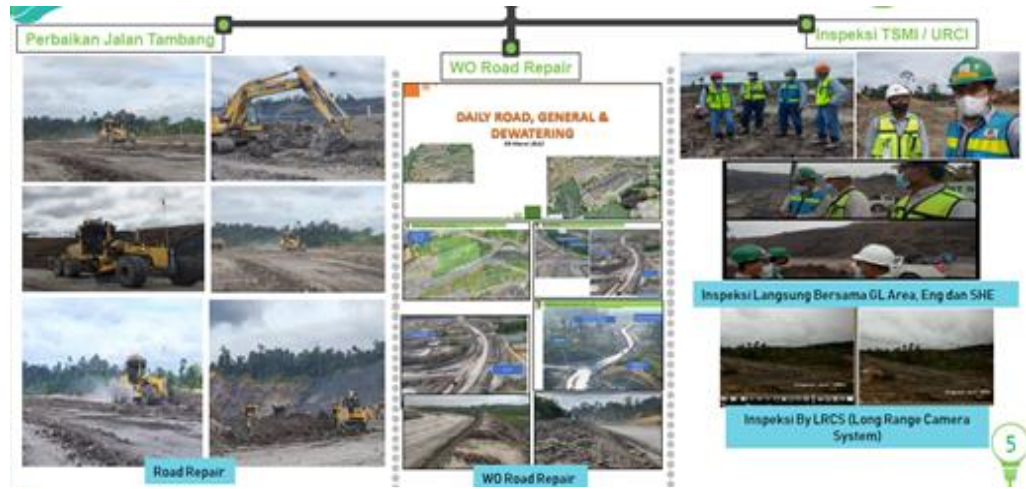 Perbaikan Jalan Tambang
WO Road Repair
Inspeksi TSMI / URCI
DAILY ROAD, GENERAL &
DEWATERING
Inspeksi Langsung Bersama GL Area, Eng dan SHE
Inspeksi By LRCS (Long Range Camera
System)
Road Repair
WO Road Repair
5